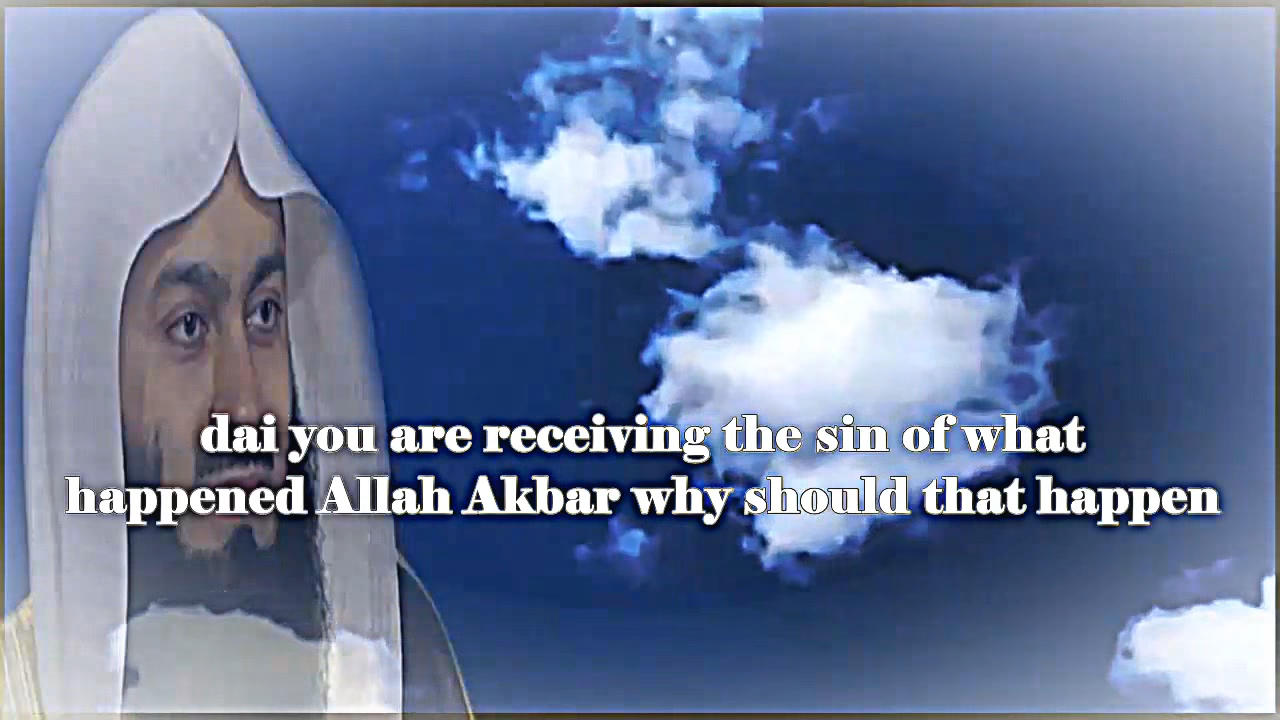 dai you are receiving the sin of what
happened Allah Akbar why should that happen